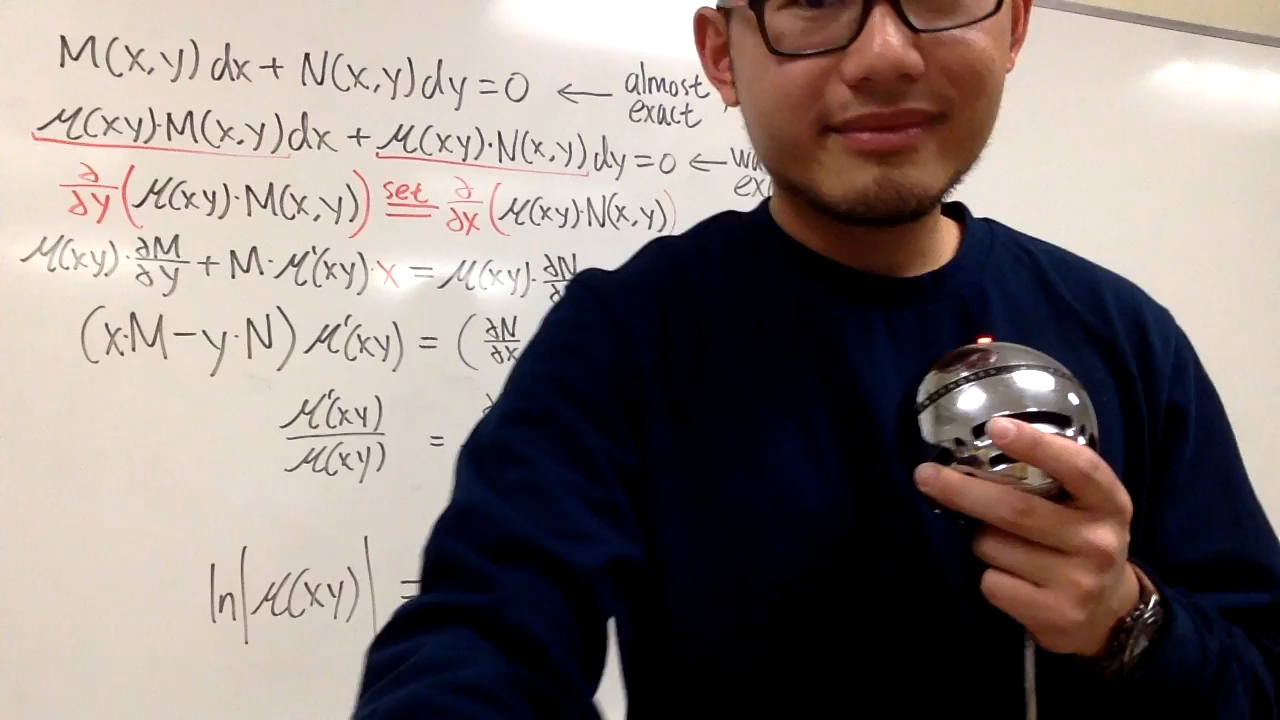 M(x,y) dx + N(x,y) dy = 0 ← almost exact
μ(xy)·M(x,y) dx + μ(xy)·N(x,y) dy = 0 ←
∂/∂y (μ(xy)·M(x,y)) set = ∂/∂x (μ(xy)·N(x,y))
μ(xy)·∂M/∂y + M·μ'(xy)·x = μ(xy)·∂N
(x·M − y·N) μ'(xy) = (∂N/∂x
μ'(xy)/μ(xy) =
ln|μ(xy)| =